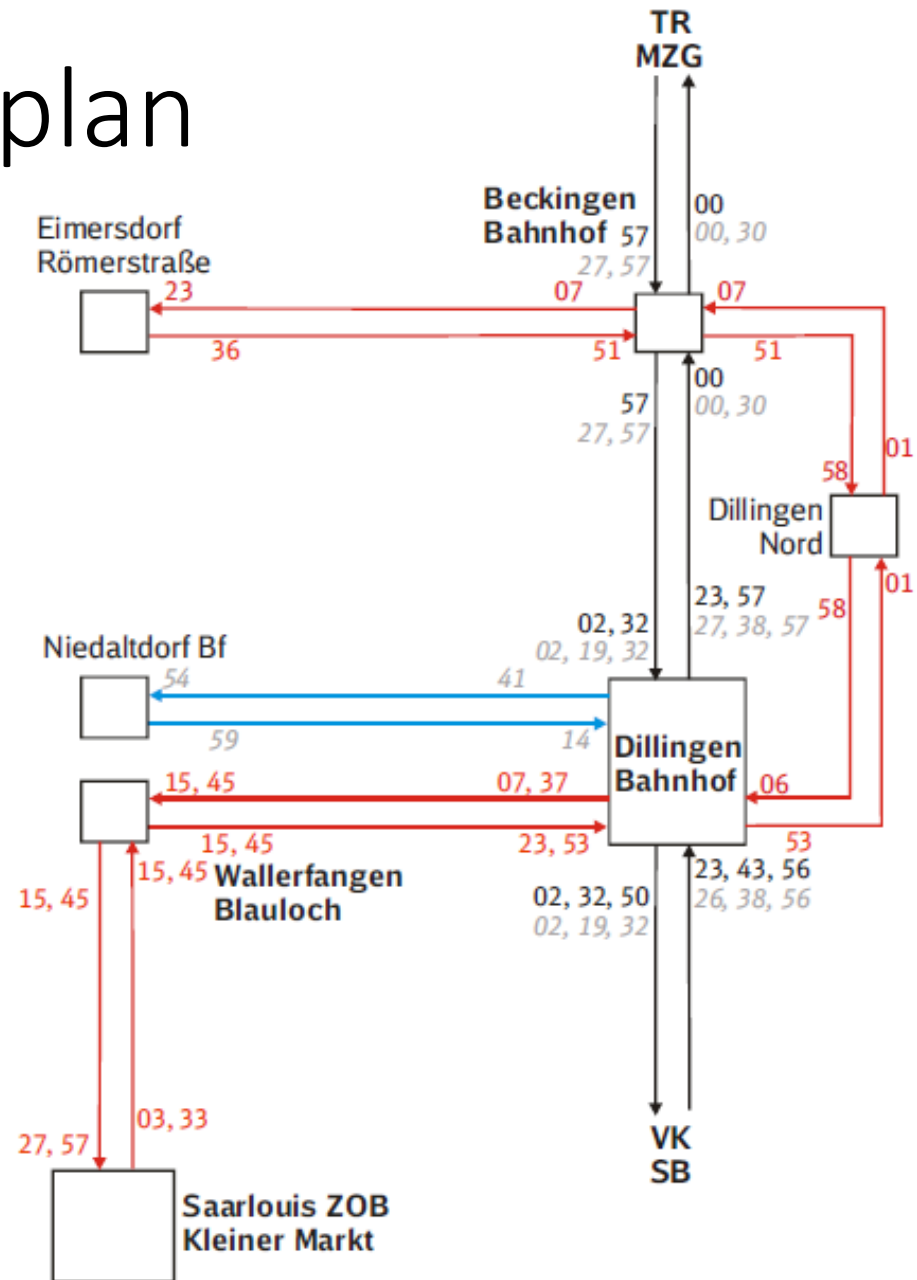 TR
MZG
plan
Beckingen
Bahnhof
57
27, 57
00
00, 30
Eimersdorf
Römerstraße
23
07
07
36
51
51
57
27, 57
00
00, 30
58
01
Dillingen
Nord
58
01
02, 32
02, 19, 32
23, 57
27, 38, 57
Niedaltdorf Bf
54
41
59
14
Dillingen
Bahnhof
15, 45
07, 37
06
15, 45
23, 53
53
15, 45
15, 45
Wallerfangen
Blauloch
02, 32, 50
02, 19, 32
23, 43, 56
26, 38, 56
03, 33
27, 57
VK
SB
Saarlouis ZOB
Kleiner Markt